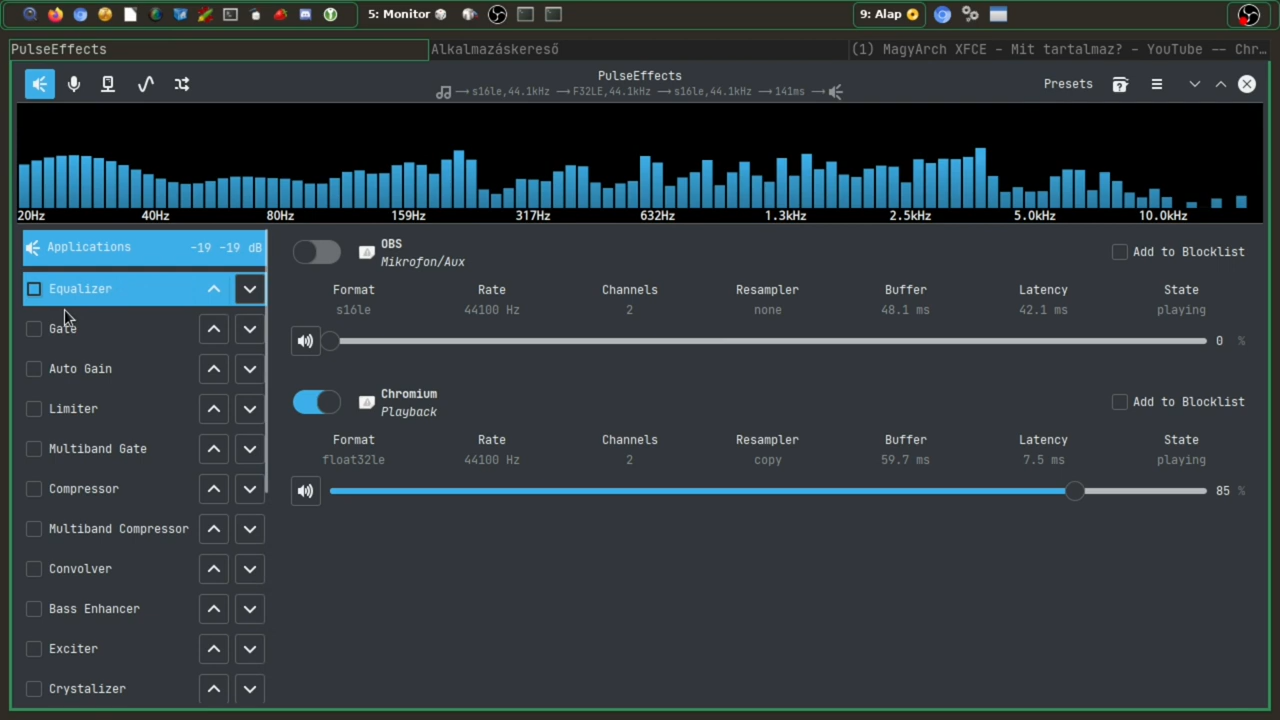 5: Monitor
9: Alap
PulseEffects
Alkalmazáskereső
(1) MagyArch XFCE - Mit tartalmaz? - YouTube -- Chr…
PulseEffects
s16le,44.1kHz → F32LE,44.1kHz → s16le,44.1kHz → 141ms →
Presets
20Hz 40Hz 80Hz 159Hz 317Hz 632Hz 1.3kHz 2.5kHz 5.0kHz 10.0kHz
Applications -19 -19 dB
Equalizer
Gate
Auto Gain
Limiter
Multiband Gate
Compressor
Multiband Compressor
Convolver
Bass Enhancer
Exciter
Crystalizer
OBS
Mikrofon/Aux
Add to Blocklist
Format Rate Channels Resampler Buffer Latency State
s16le 44100 Hz 2 none 48.1 ms 42.1 ms playing
0 %
Chromium
Playback
Add to Blocklist
Format Rate Channels Resampler Buffer Latency State
float32le 44100 Hz 2 copy 59.7 ms 7.5 ms playing
85 %